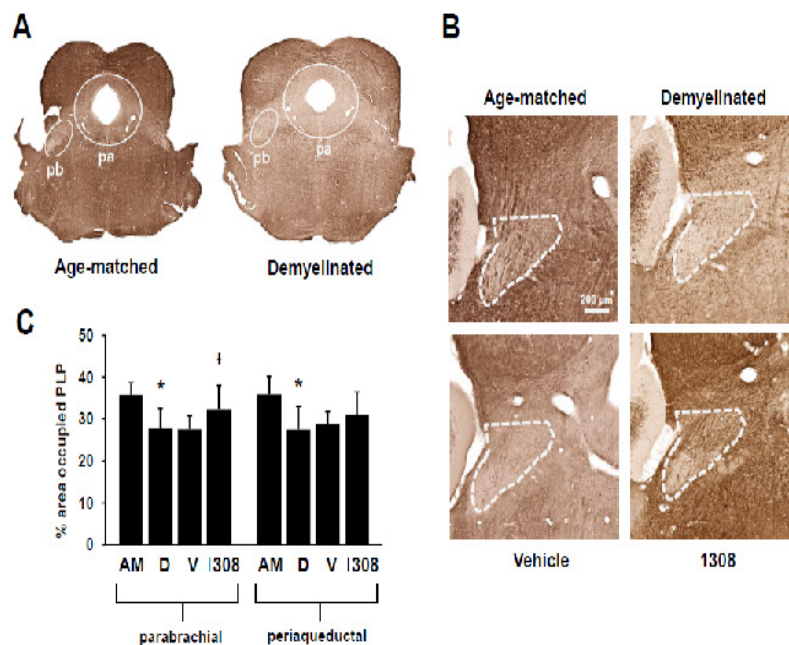 A
B
pb
pa
pb
pa
Age-matched
Demyelinated
Age-matched
Demyelinated
200 µm
Vehicle
1308
C
% area occupied PLP
50
40
30
20
10
0
*
ƚ
*
AM D V I308 AM D V I308
parabrachial
periaqueductal